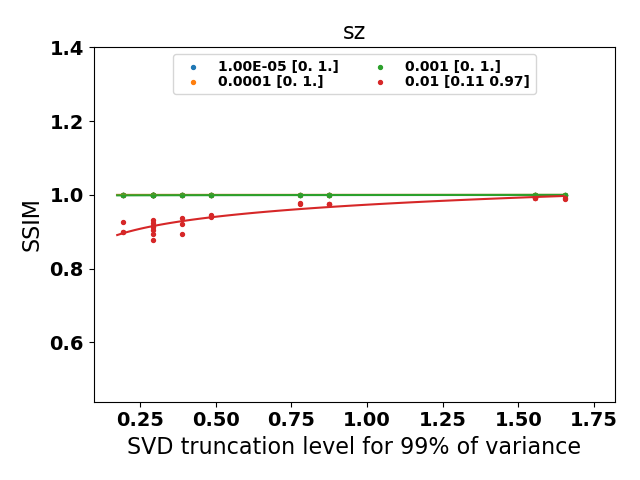 sz
1.00E-05 [0. 1.]
0.0001 [0. 1.]
0.001 [0. 1.]
0.01 [0.11 0.97]
1.4
1.2
1.0
0.8
0.6
SSIM
0.25 0.50 0.75 1.00 1.25 1.50 1.75
SVD truncation level for 99% of variance